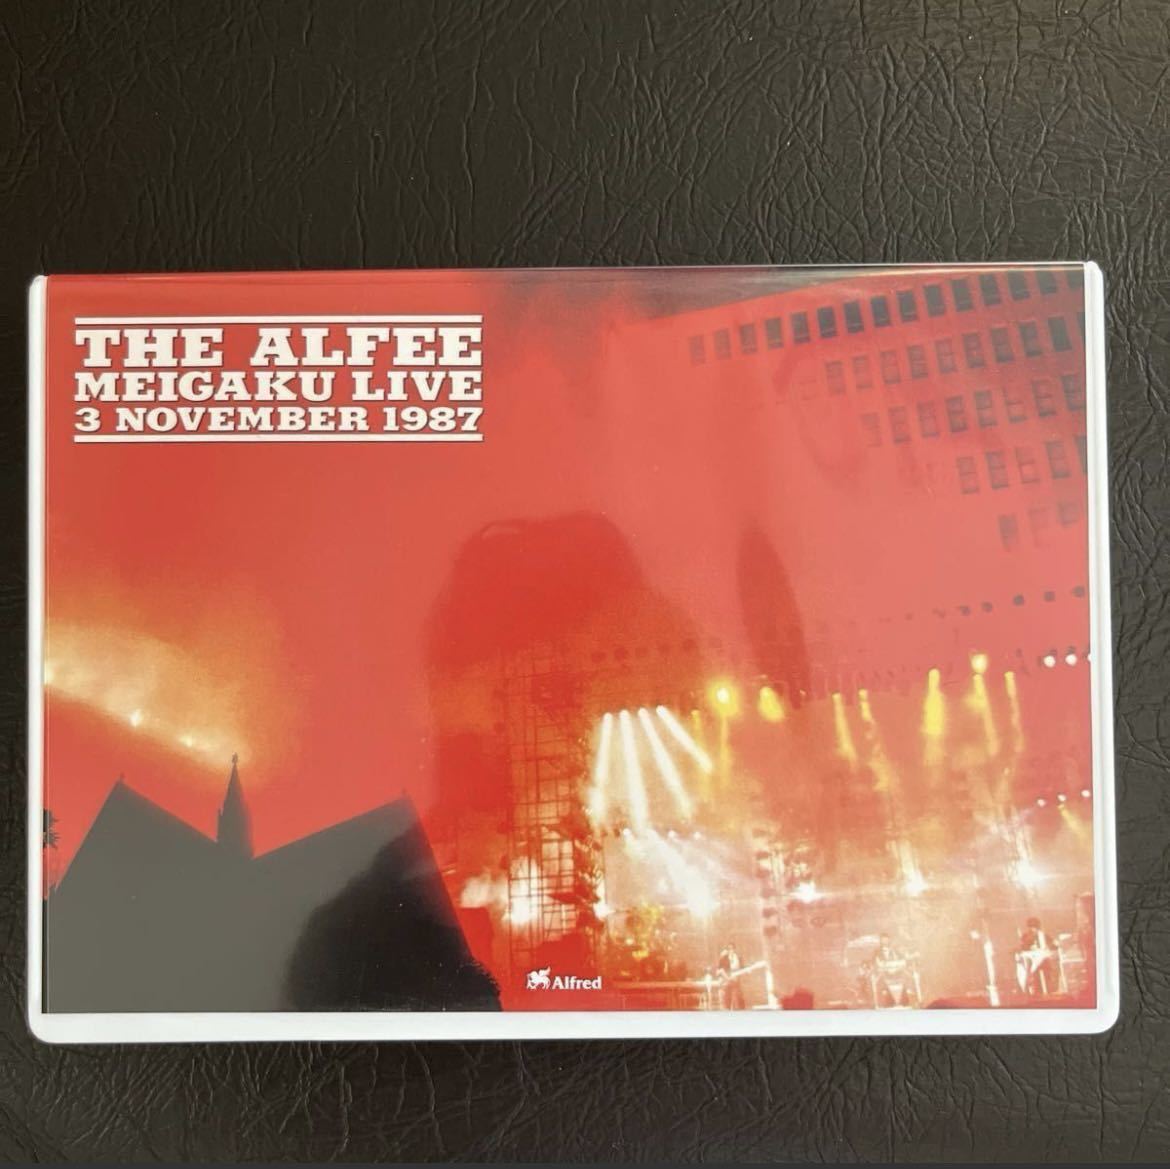 THE ALFEE
MEIGAKU LIVE
3 NOVEMBER 1987
Alfred